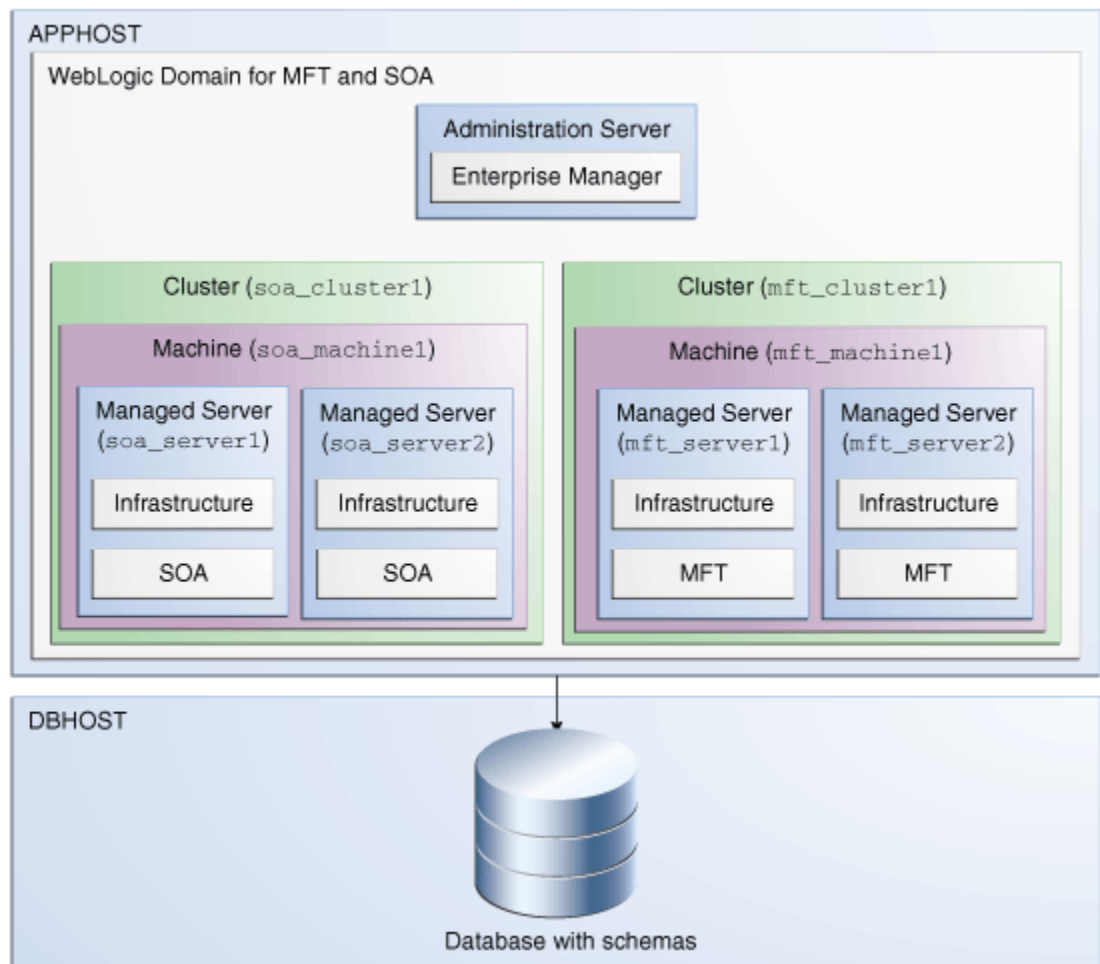 APPHOST
WebLogic Domain for MFT and SOA
Administration Server
Enterprise Manager
Cluster (soa_cluster1)
Machine (soa_machine1)
Managed Server
(soa_server1)
Infrastructure
SOA
Managed Server
(soa_server2)
Infrastructure
SOA
Cluster (mft_cluster1)
Machine (mft_machine1)
Managed Server
(mft_server1)
Infrastructure
MFT
Managed Server
(mft_server2)
Infrastructure
MFT
DBHOST
Database with schemas